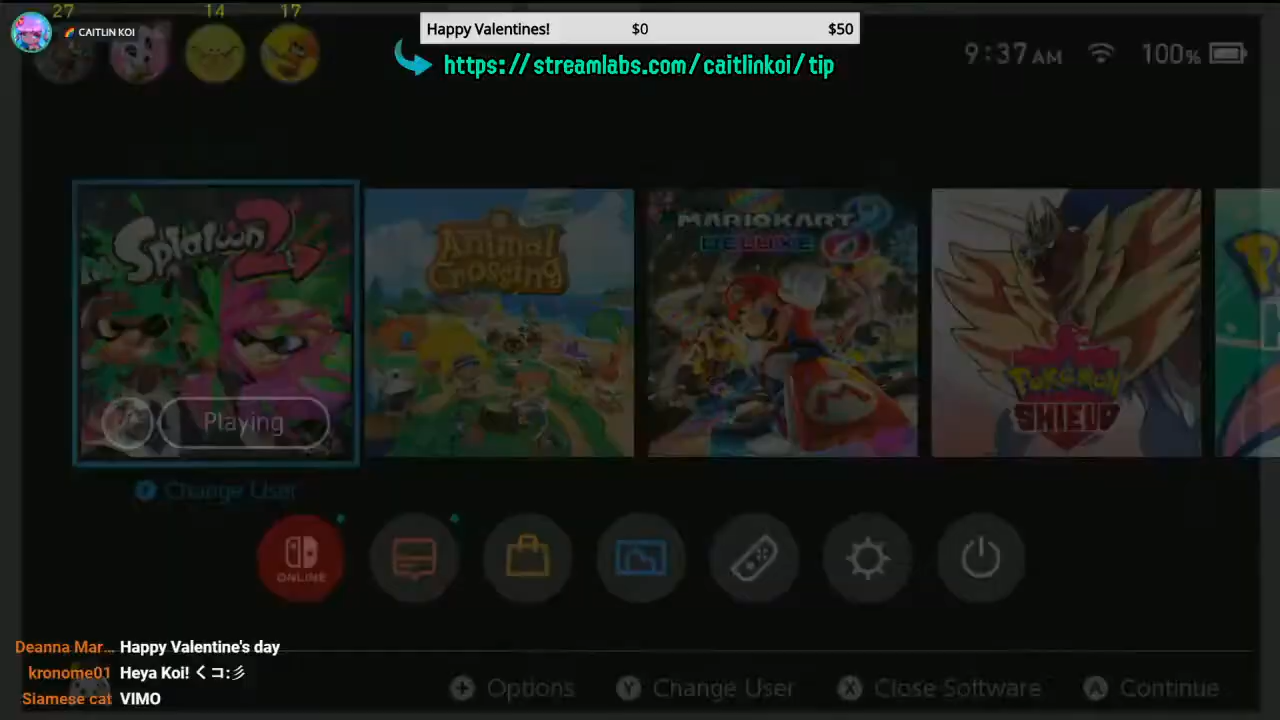 27 14 17
CAITLIN KOI
Happy Valentines! $0 $50
https://streamlabs.com/caitlinkoi/tip
9:37 AM 100%
Splatoon 2
Animal Crossing
MARIOKART 8 DELUXE
POKéMON SHIELD
Playing
Y Change User
ONLINE
Deanna Mar... Happy Valentine's day
kronome01 Heya Koi! くコ:彡
Siamese cat VIMO
+ Options Y Change User X Close Software A Continue